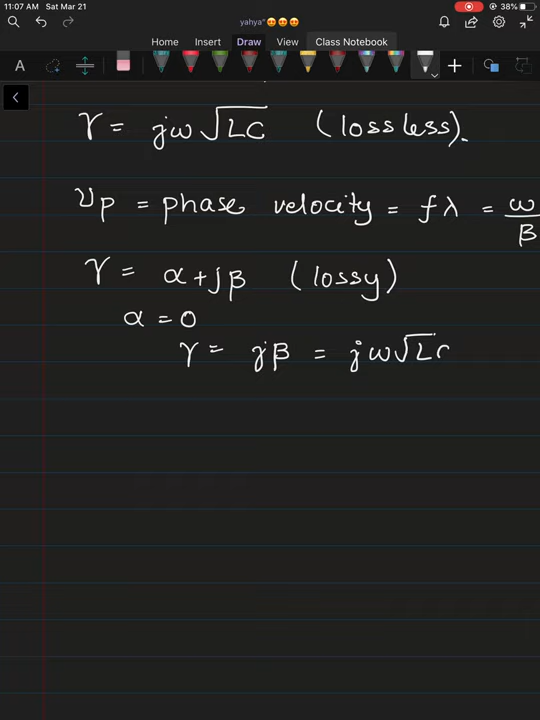 11:07 AM Sat Mar 21
38%
yahya"😍😍😍
Home Insert Draw View Class Notebook
A
γ = jω√LC (lossless).
υp = phase velocity = fλ = ω/β
γ = α+jβ (lossy)
α = 0
γ = jβ = jω√LC